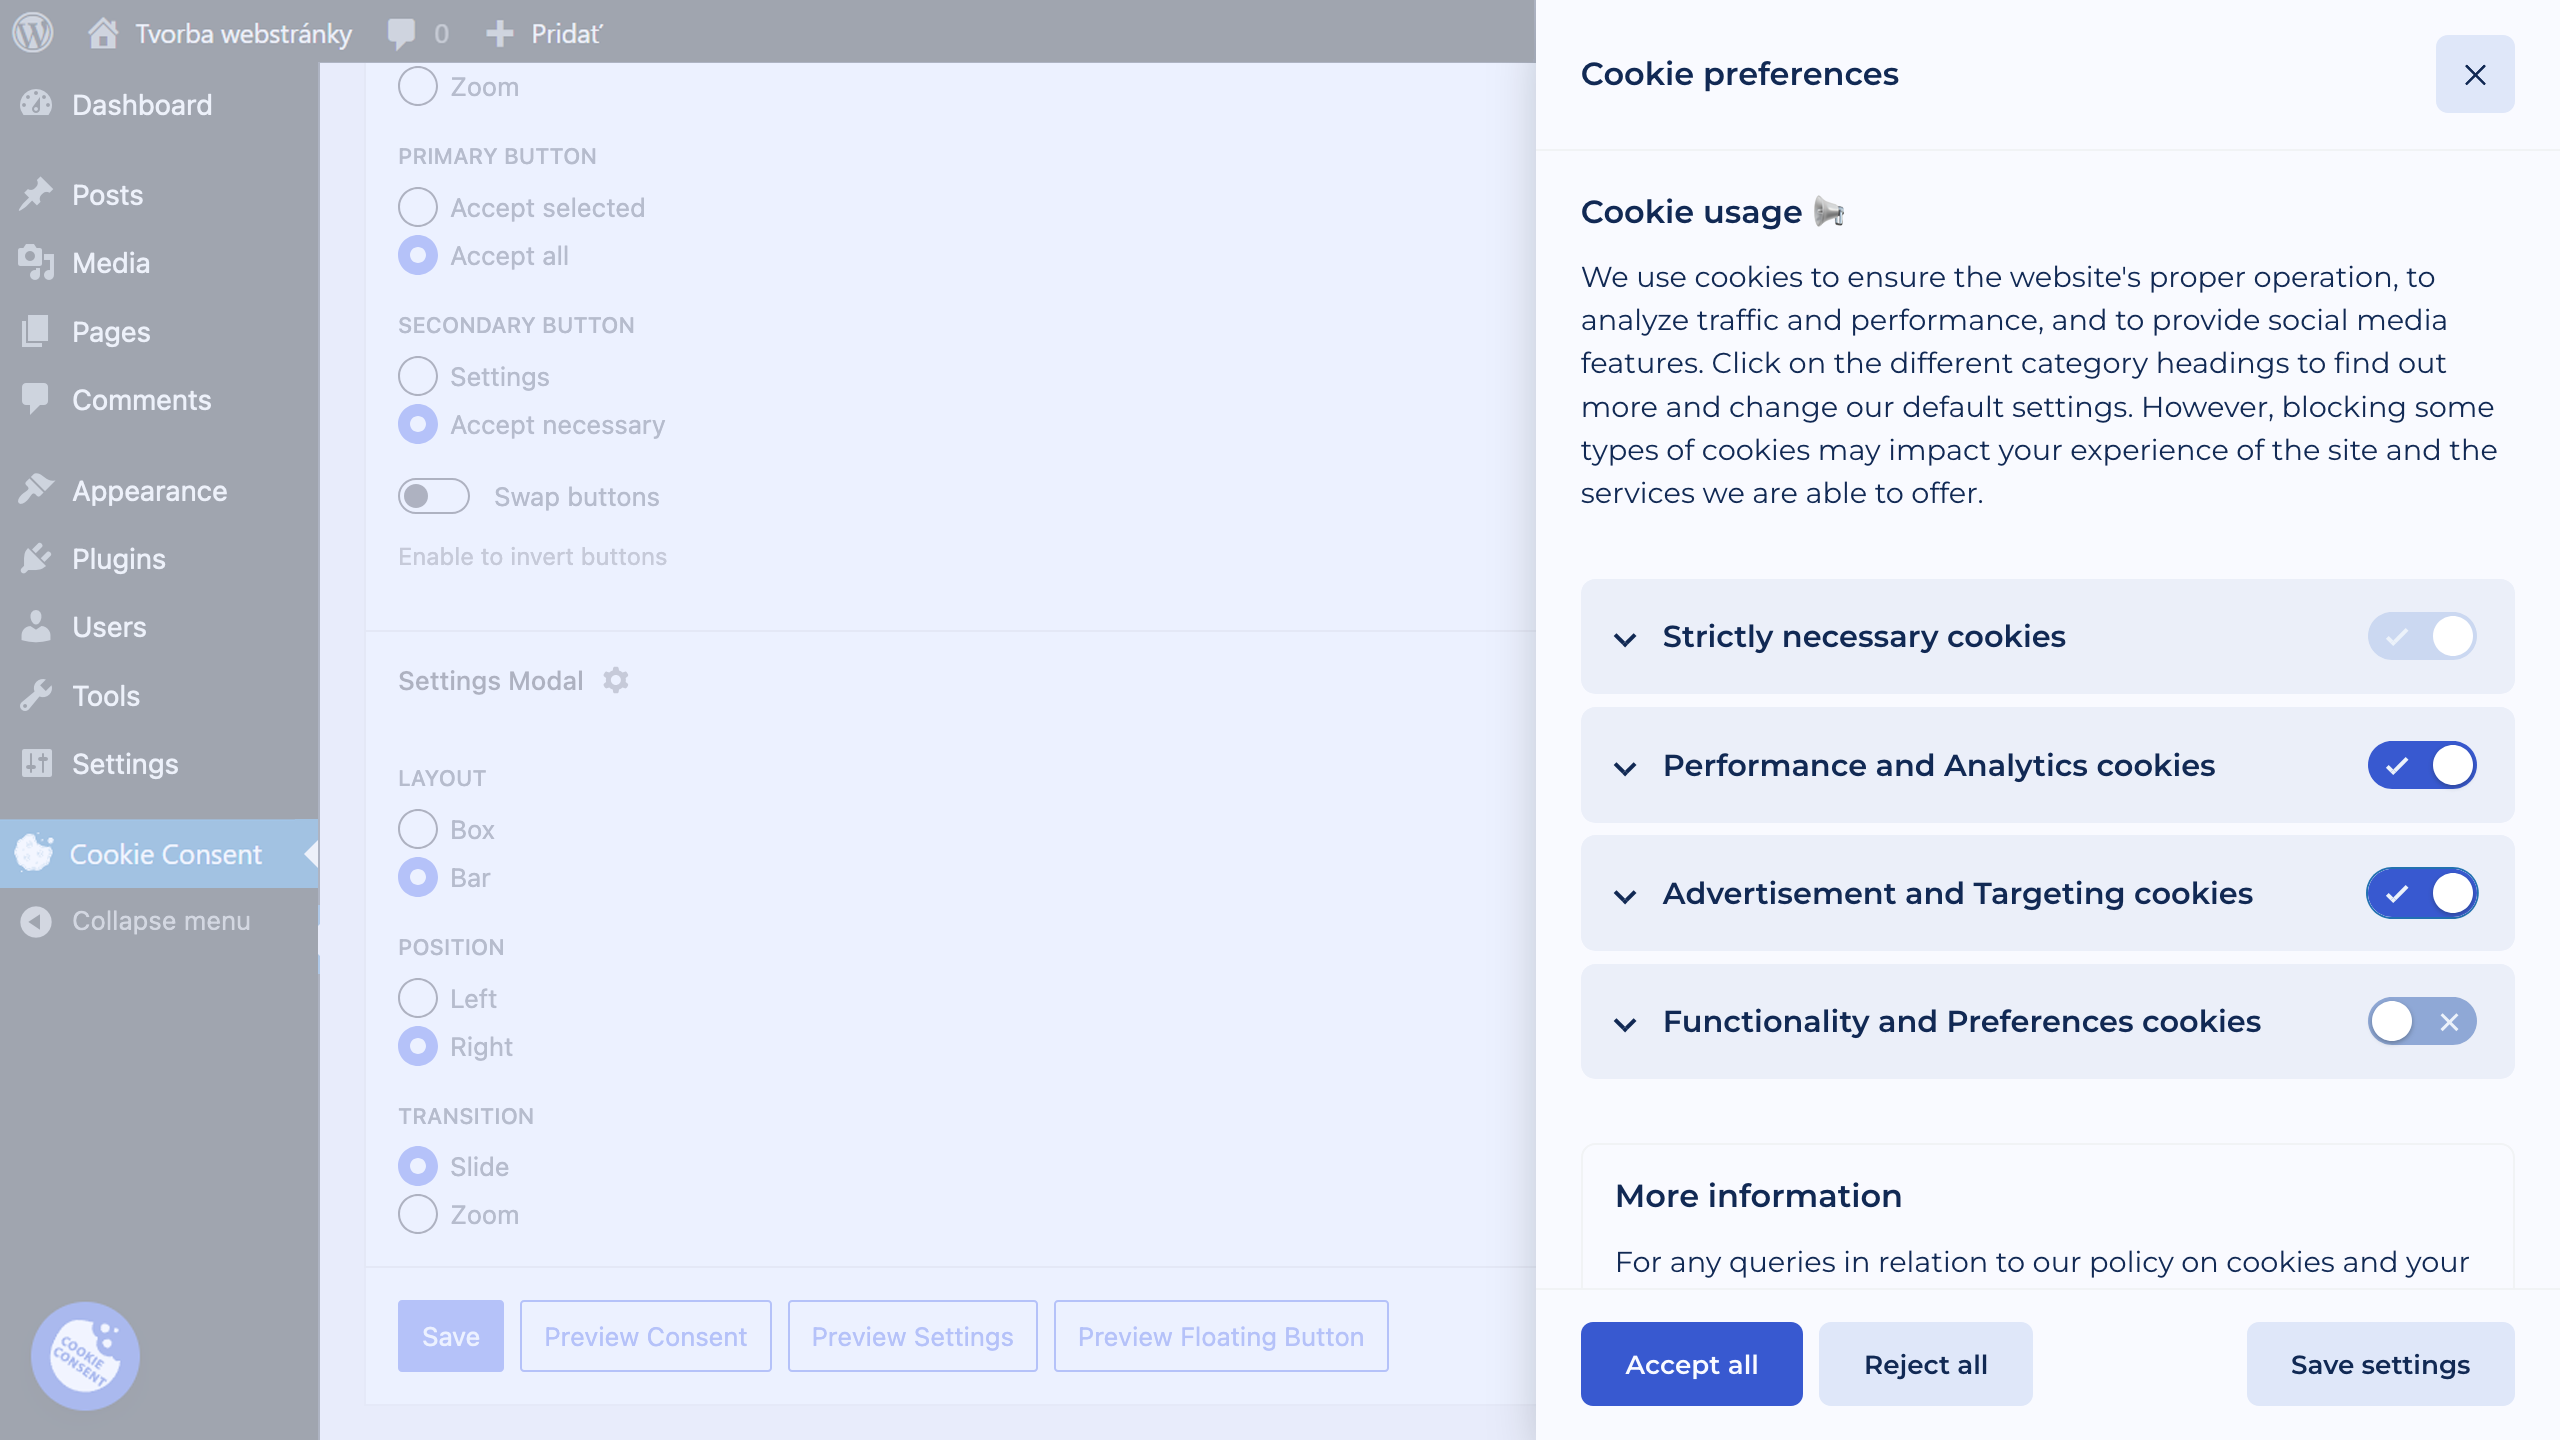 Tvorba webstránky
0
Pridať
Dashboard
Posts
Media
Pages
Comments
Appearance
Plugins
Users
Tools
Settings
Cookie Consent
Collapse menu
COOKIE
CONSENT
Zoom
PRIMARY BUTTON
Accept selected
Accept all
SECONDARY BUTTON
Settings
Accept necessary
Swap buttons
Enable to invert buttons
Settings Modal
LAYOUT
Box
Bar
POSITION
Left
Right
TRANSITION
Slide
Zoom
Save
Preview Consent
Preview Settings
Preview Floating Button
Cookie preferences
Cookie usage
We use cookies to ensure the website's proper operation, to
analyze traffic and performance, and to provide social media
features. Click on the different category headings to find out
more and change our default settings. However, blocking some
types of cookies may impact your experience of the site and the
services we are able to offer.
Strictly necessary cookies
Performance and Analytics cookies
Advertisement and Targeting cookies
Functionality and Preferences cookies
More information
For any queries in relation to our policy on cookies and your
Accept all
Reject all
Save settings